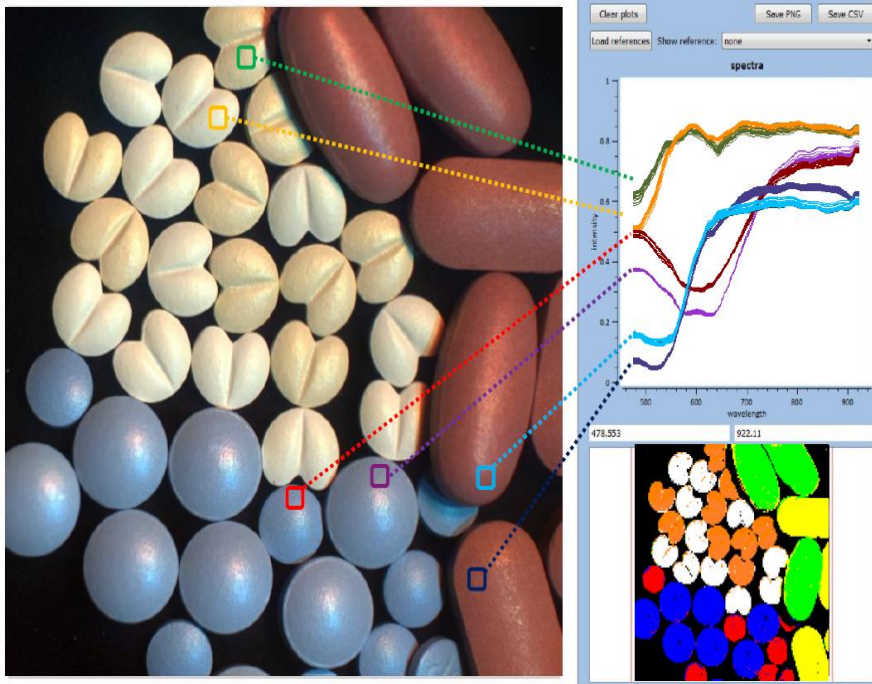 Clear plots
Save PNG
Save CSV
Load references
Show reference:
none
spectra
1
0.8
0.6
0.4
0.2
0
intensity
500
600
700
800
900
wavelength
478.553
922.11